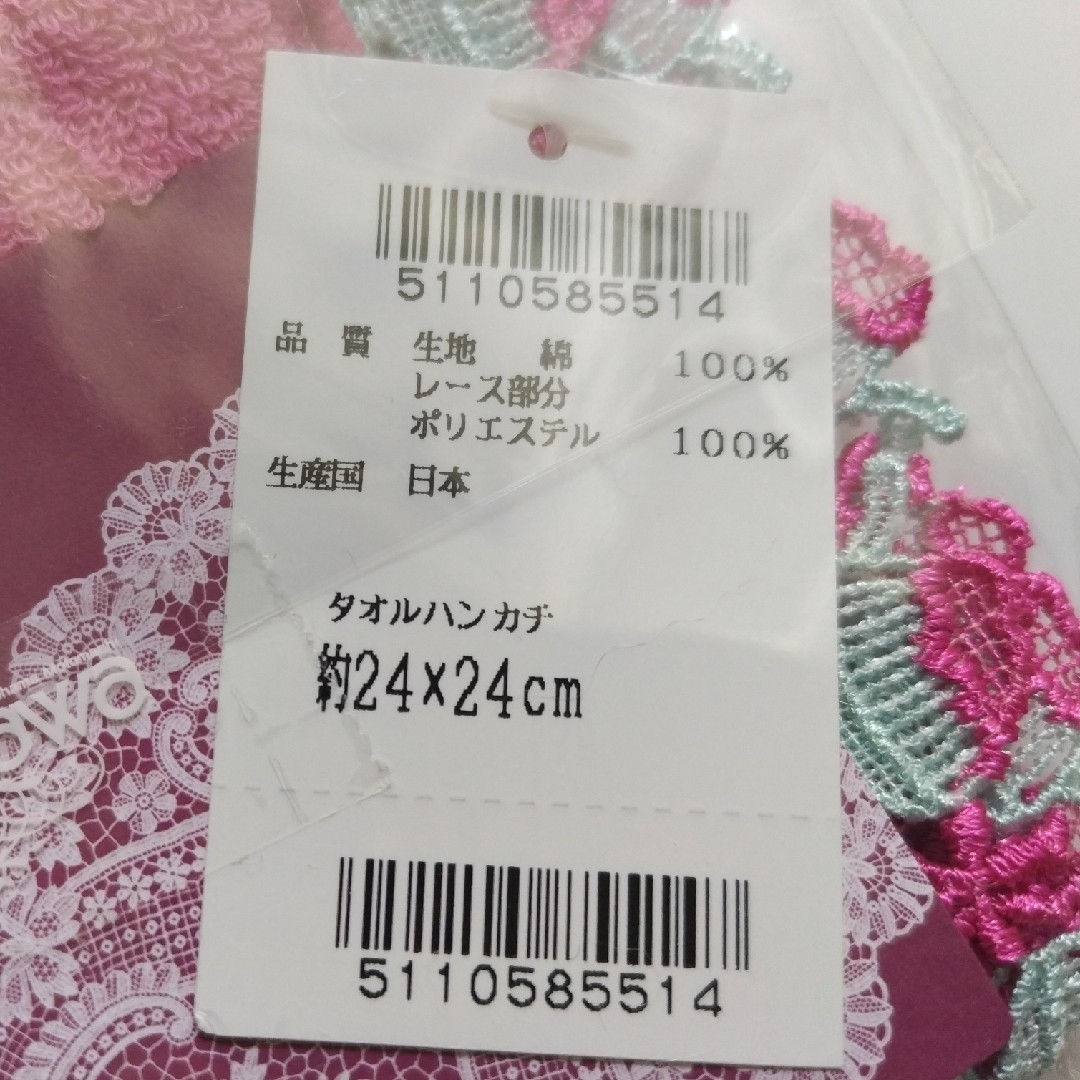 5110585514
品 質 生地 綿 100%
レース部分
ポリエステル 100%
生産国 日本
タオルハンカチ
約24×24cm
5110585514